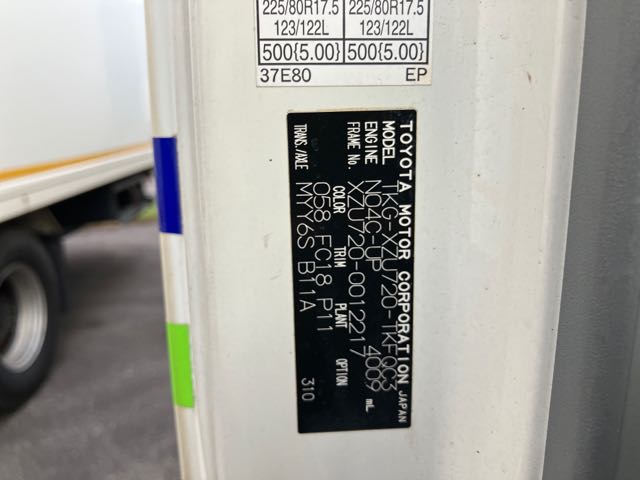 225/80R17.5 225/80R17.5
123/122L 123/122L
500{5.00} 500{5.00}
37E80 EP
TOYOTA MOTOR CORPORATION JAPAN
MODEL TKG-XZU720-TKFQC3
ENGINE N04C-UP 4009 mL
FRAME No. XZU720-0012217
COLOR TRIM PLANT OPTION
058 FC18 P11
TRANS./AXLE MYY6S B11A 310